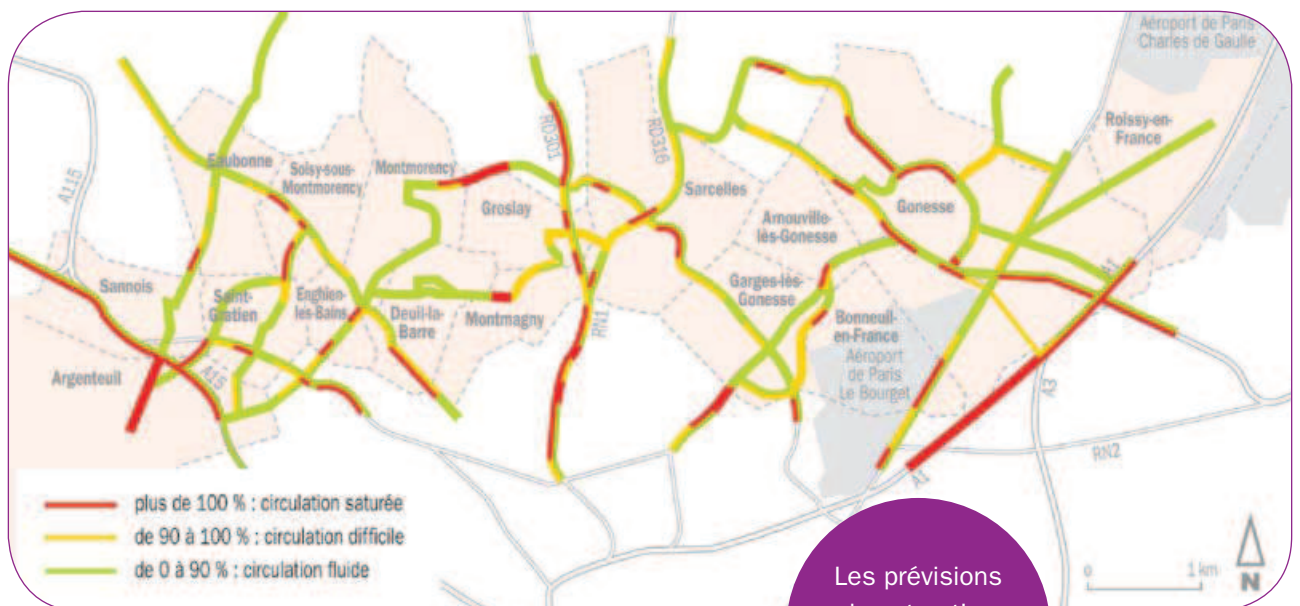 Aéroport de Paris
Charles de Gaulle
Roissy-en-
France
RD301
RD316
A115
Eaubonne
Soisy-sous-
Montmorency
Montmorency
Groslay
Sarcelles
Arnouville-
lès-Gonesse
Gonesse
Sannois
Saint-
Gratien
Enghien-
les-Bains
Deuil-la-
Barre
Montmagny
RN1
Garges-lès-
Gonesse
Bonneuil-
en-France
Aéroport
de Paris
Le Bourget
A1
Argenteuil
A15
A3
RN2
A1
plus de 100 % : circulation saturée
de 90 à 100 % : circulation difficile
de 0 à 90 % : circulation fluide
Les prévisions
0 1 km
N